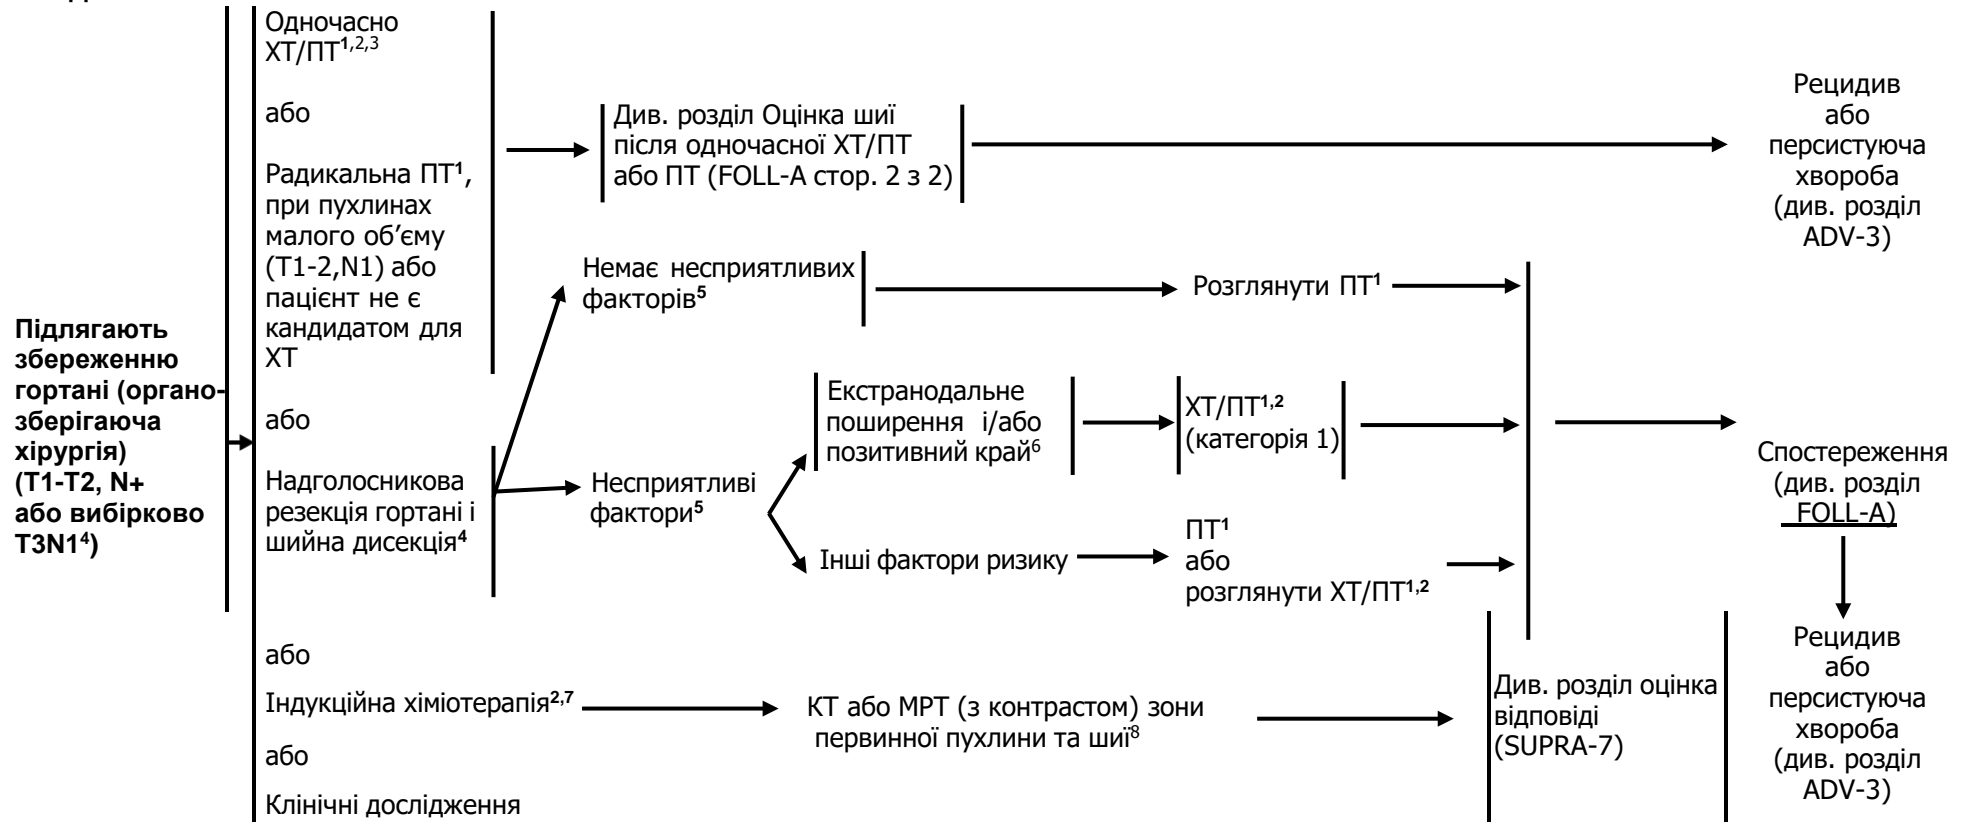 Підлягають
збереженню
гортані (органо-
зберігаюча
хірургія)
(Т1-Т2, N+
або вибірково
T3N1⁴)
Одночасно
ХТ/ПТ¹,²,³
або
Радикальна ПТ¹,
при пухлинах
малого об’єму
(T1-2,N1) або
пацієнт не є
кандидатом для
ХТ
або
Надголосникова
резекція гортані і
шийна дисекція⁴
або
Індукційна хіміотерапія²,⁷
або
Клінічні дослідження
Див. розділ Оцінка шиї
після одночасної ХТ/ПТ
або ПТ (FOLL-A стор. 2 з 2)
Рецидив
або
персистуюча
хвороба
(див. розділ
ADV-3)
Немає несприятливих
факторів⁵
Розглянути ПТ¹
Несприятливі
фактори⁵
Екстранодальне
поширення і/або
позитивний край⁶
ХТ/ПТ¹,²
(категорія 1)
Інші фактори ризику
ПТ¹
або
розглянути ХТ/ПТ¹,²
Спостереження
(див. розділ
FOLL-A)
КТ або МРТ (з контрастом) зони
первинної пухлини та шиї⁸
Див. розділ оцінка
відповіді
(SUPRA-7)
Рецидив
або
персистуюча
хвороба
(див. розділ
ADV-3)